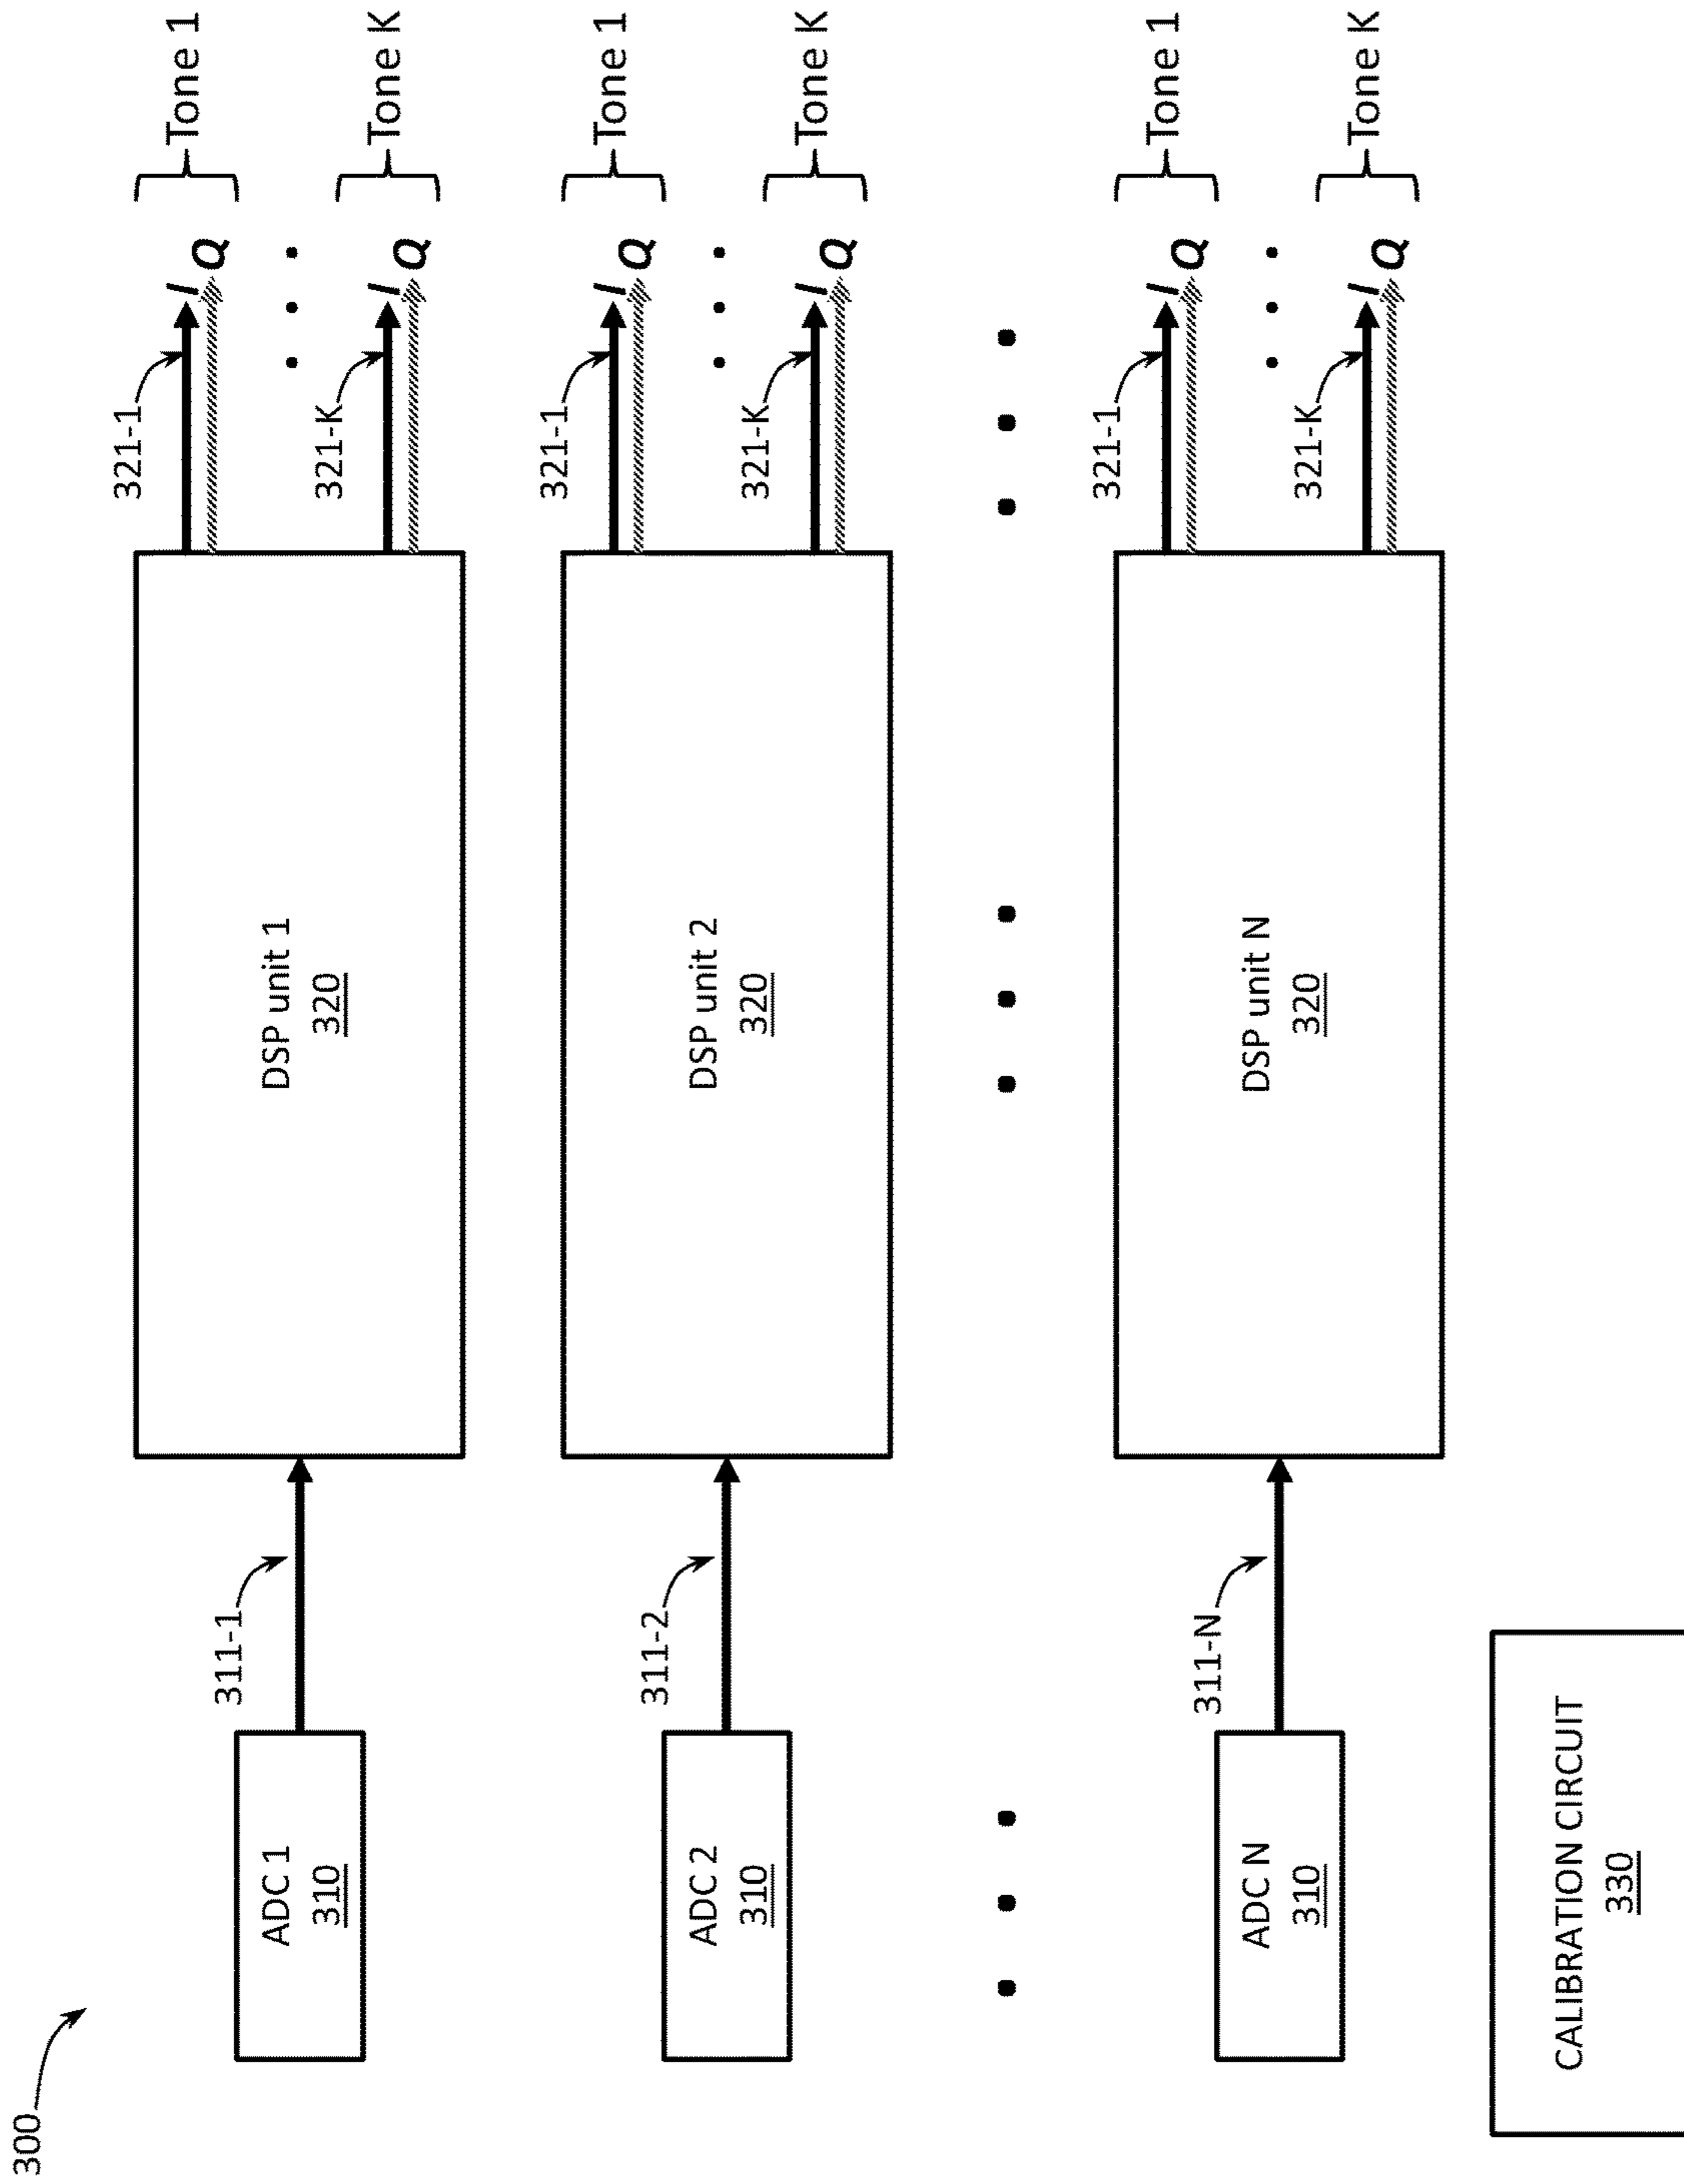 300
ADC 1
310
311-1
DSP unit 1
320
321-1
I
Q
Tone 1
321-K
I
Q
Tone K
ADC 2
310
311-2
DSP unit 2
320
321-1
I
Q
Tone 1
321-K
I
Q
Tone K
ADC N
310
311-N
DSP unit N
320
321-1
I
Q
Tone 1
321-K
I
Q
Tone K
CALIBRATION CIRCUIT
330